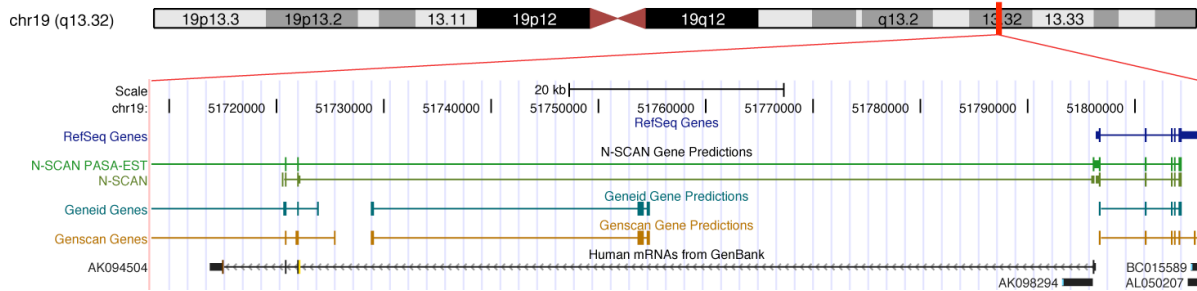 chr19 (q13.32) 19p13.3 19p13.2 13.11 19p12 19q12 q13.2 13.32 13.33
Scale 20 kb
chr19: 51720000 51730000 51740000 51750000 51760000 51770000 51780000 51790000 51800000
RefSeq Genes
RefSeq Genes
N-SCAN Gene Predictions
N-SCAN PASA-EST
N-SCAN
Geneid Gene Predictions
Geneid Genes
Genscan Gene Predictions
Genscan Genes
Human mRNAs from GenBank
AK094504 BC015589
AK098294 AL050207